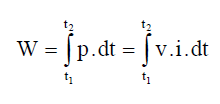 W = ∫_{t₁}^{t₂} p.dt = ∫_{t₁}^{t₂} v.i.dt